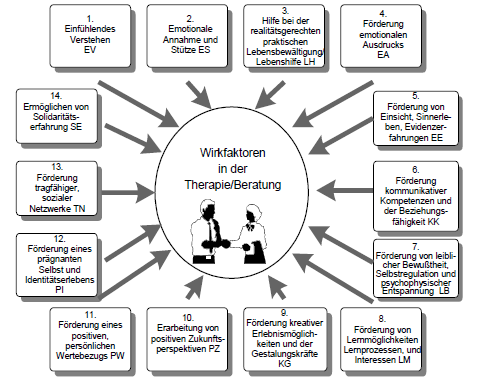 1.
Einfühlendes
Verstehen
EV
2.
Emotionale
Annahme und
Stütze ES
3.
Hilfe bei der
realitätsgerechten
praktischen
Lebensbewältigung/
Lebenshilfe LH
4.
Förderung
emotionalen
Ausdrucks
EA
5.
Förderung von
Einsicht, Sinnerle-
ben, Evidenzer-
fahrungen EE
6.
Förderung
kommunikativer
Kompetenzen und
der Beziehungs-
fähigkeit KK
7.
Förderung von leibli-
cher Bewußtheit,
Selbstregulation und
psychophysischer
Entspannung LB
8.
Förderung von
Lernmöglichkeiten
Lernprozessen, und
Interessen LM
9.
Förderung kreativer
Erlebnismöglich-
keiten und der
Gestalungskräfte
KG
10.
Erarbeitung von
positiven Zukunfts-
perspektiven PZ
11.
Förderung eines
positiven,
persönlichen
Wertebezugs PW
12.
Förderung eines
prägnanten
Selbst und
Identitätserlebens
PI
13.
Förderung
tragfähiger,
sozialer
Netzwerke TN
14.
Ermöglichen von
Solidaritäts-
erfahrung SE
Wirkfaktoren
in der
Therapie/Beratung